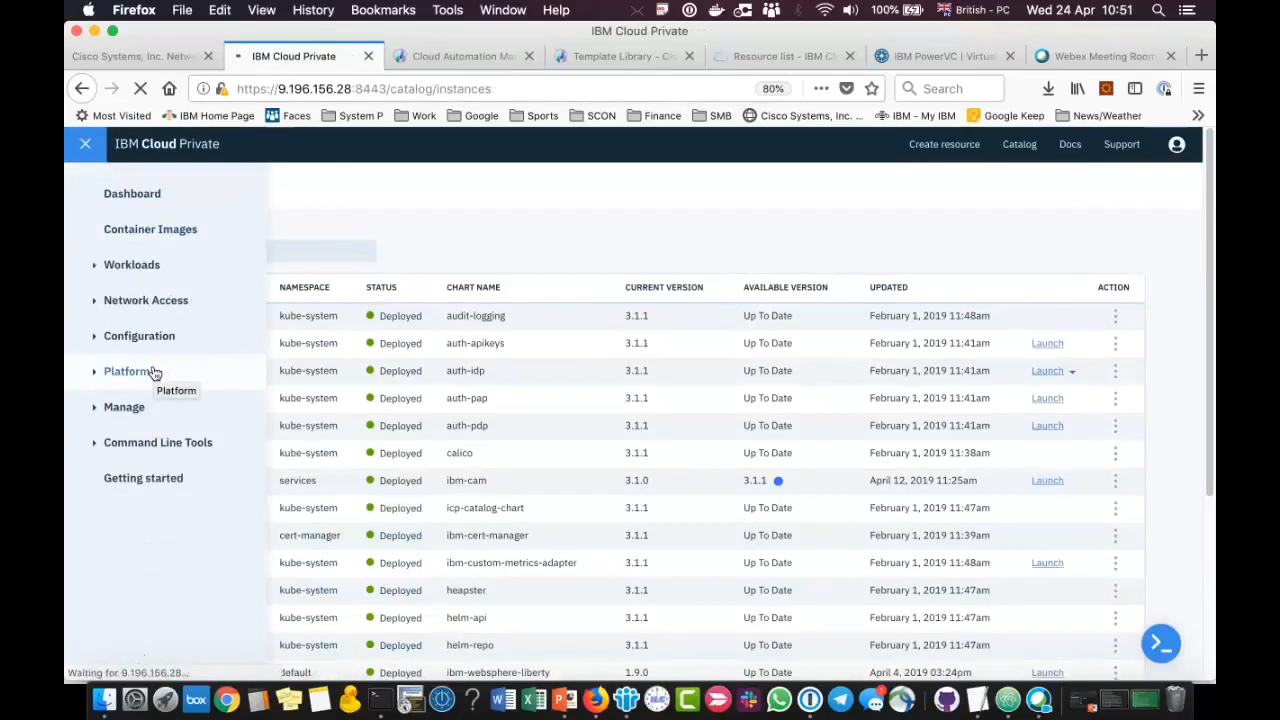 Firefox File Edit View History Bookmarks Tools Window Help 100% British - PC Wed 24 Apr 10:51
IBM Cloud Private
Cisco Systems, Inc. Netw IBM Cloud Private Cloud Automation Ma Template Library - Cl Resource list - IBM Cl IBM PowerVC | Virtual Webex Meeting Room
https://9.196.156.28:8443/catalog/instances 80% Search
Most Visited IBM Home Page Faces System P Work Google Sports SCON Finance SMB Cisco Systems, Inc. ... IBM - My IBM Google Keep News/Weather
IBM Cloud Private Create resource Catalog Docs Support
Dashboard
Container Images
Workloads
Network Access
Configuration
Platform
Platform
Manage
Command Line Tools
Getting started
NAMESPACE STATUS CHART NAME CURRENT VERSION AVAILABLE VERSION UPDATED ACTION
kube-system Deployed audit-logging 3.1.1 Up To Date February 1, 2019 11:48am
kube-system Deployed auth-apikeys 3.1.1 Up To Date February 1, 2019 11:41am Launch
kube-system Deployed auth-idp 3.1.1 Up To Date February 1, 2019 11:41am Launch
kube-system Deployed auth-pap 3.1.1 Up To Date February 1, 2019 11:41am Launch
kube-system Deployed auth-pdp 3.1.1 Up To Date February 1, 2019 11:41am Launch
kube-system Deployed calico 3.1.1 Up To Date February 1, 2019 11:38am
services Deployed ibm-cam 3.1.0 3.1.1 April 12, 2019 11:25am Launch
kube-system Deployed icp-catalog-chart 3.1.1 Up To Date February 1, 2019 11:47am
cert-manager Deployed ibm-cert-manager 3.1.1 Up To Date February 1, 2019 11:39am
kube-system Deployed ibm-custom-metrics-adapter 3.1.1 Up To Date February 1, 2019 11:48am Launch
kube-system Deployed heapster 3.1.1 Up To Date February 1, 2019 11:47am
kube-system Deployed helm-api 3.1.1 Up To Date February 1, 2019 11:47am
kube-system Deployed helm-repo 3.1.1 Up To Date February 1, 2019 11:47am
default Deployed ibm-websphere-liberty 1.9.0 Up To Date April 4, 2019 03:24pm Launch
Waiting for 9.196.156.28...
box